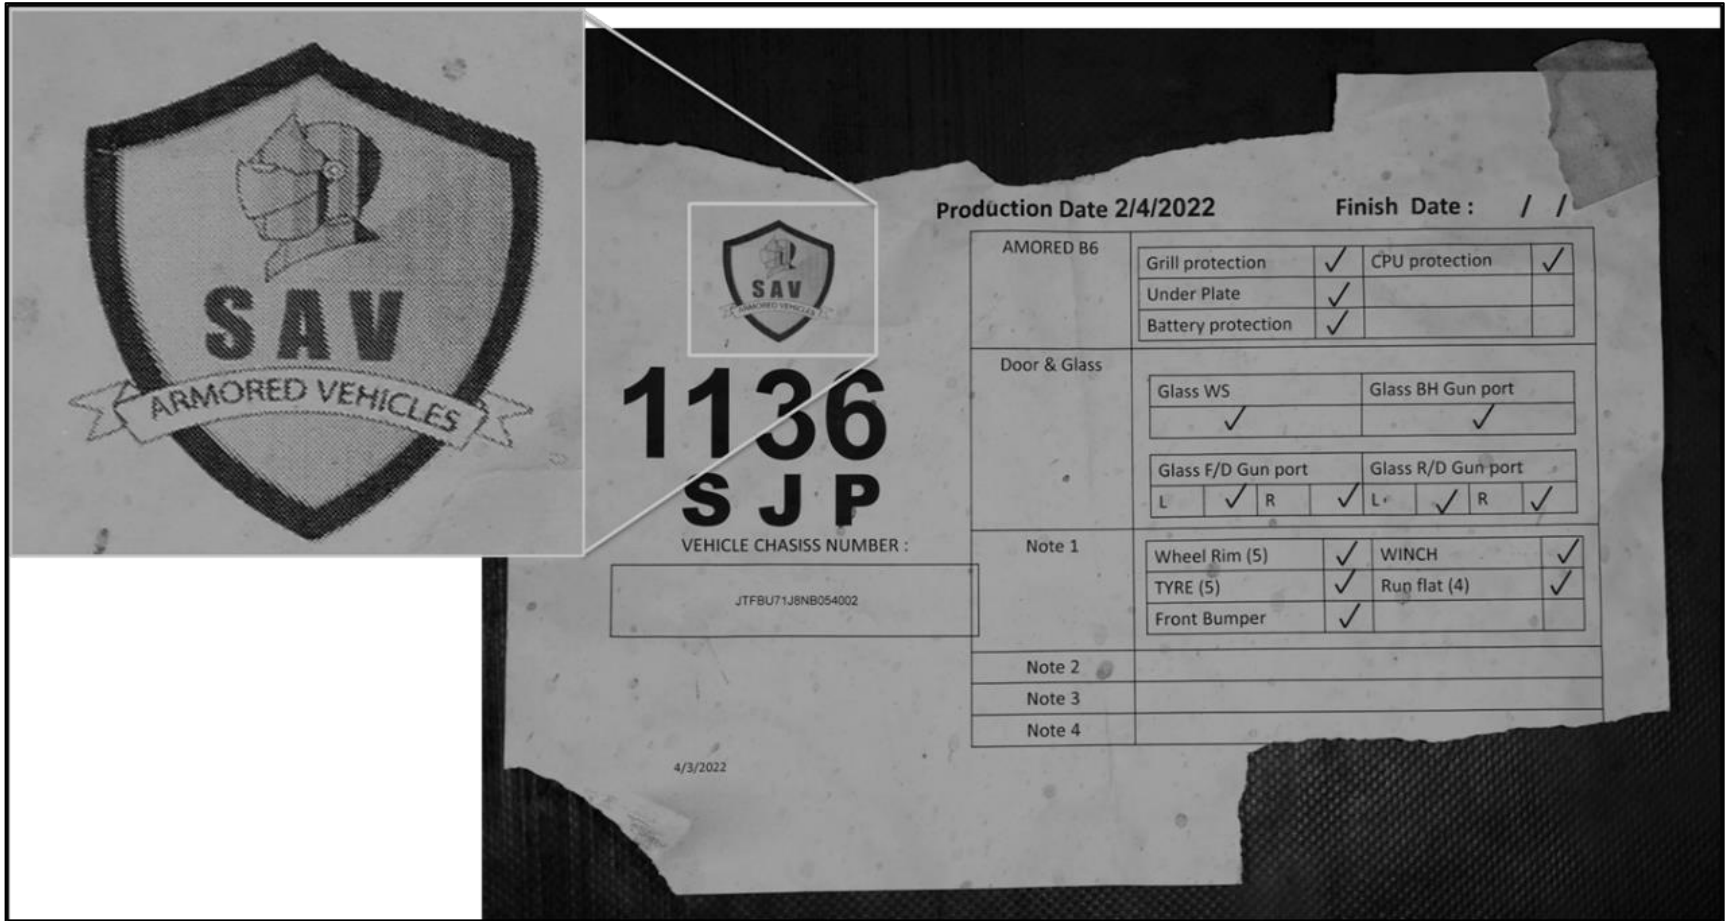 SAV
ARMORED VEHICLES
Production Date 2/4/2022
Finish Date : / /
SAV
ARMORED VEHICLES
1136
SJP
VEHICLE CHASISS NUMBER :
JTFBU71J8NB054002
4/3/2022
AMORED B6
Grill protection ✓ CPU protection ✓
Under Plate ✓
Battery protection ✓
Door & Glass
Glass WS Glass BH Gun port
✓ ✓
Glass F/D Gun port Glass R/D Gun port
L ✓ R ✓ L ✓ R ✓
Note 1
Wheel Rim (5) ✓ WINCH ✓
TYRE (5) ✓ Run flat (4) ✓
Front Bumper ✓
Note 2
Note 3
Note 4